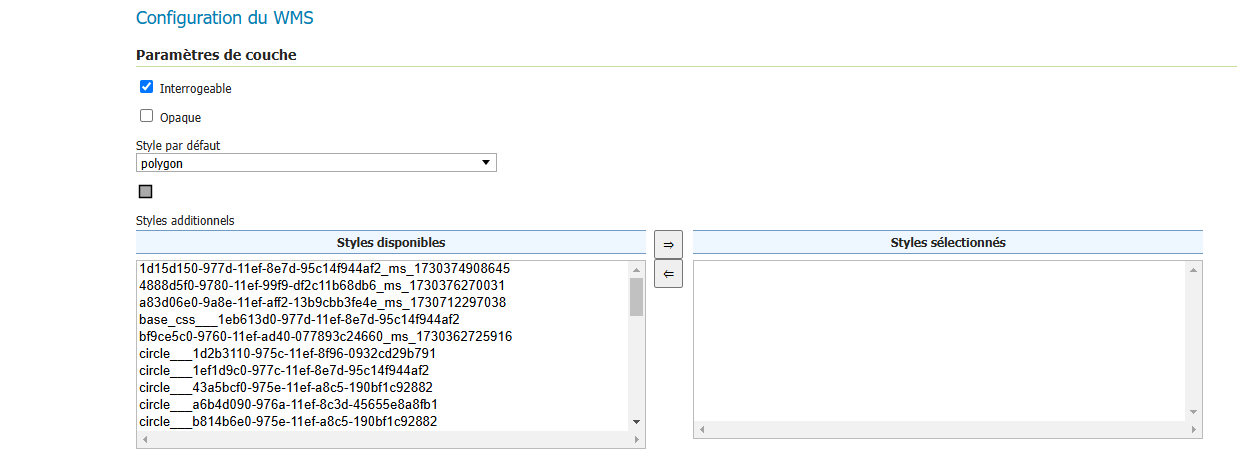 Configuration du WMS
Paramètres de couche
Interrogeable
Opaque
Style par défaut
polygon
Styles additionnels
Styles disponibles
⇒
Styles sélectionnés
⇐
1d15d150-977d-11ef-8e7d-95c14f944af2_ms_1730374908645
4888d5f0-9780-11ef-99f9-df2c11b68db6_ms_1730376270031
a83d06e0-9a8e-11ef-aff2-13b9cbb3fe4e_ms_1730712297038
base_css___1eb613d0-977d-11ef-8e7d-95c14f944af2
bf9ce5c0-9760-11ef-ad40-077893c24660_ms_1730362725916
circle___1d2b3110-975c-11ef-8f96-0932cd29b791
circle___1ef1d9c0-977c-11ef-8e7d-95c14f944af2
circle___43a5bcf0-975e-11ef-a8c5-190bf1c92882
circle___a6b4d090-976a-11ef-8c3d-45655e8a8fb1
circle___b814b6e0-975e-11ef-a8c5-190bf1c92882